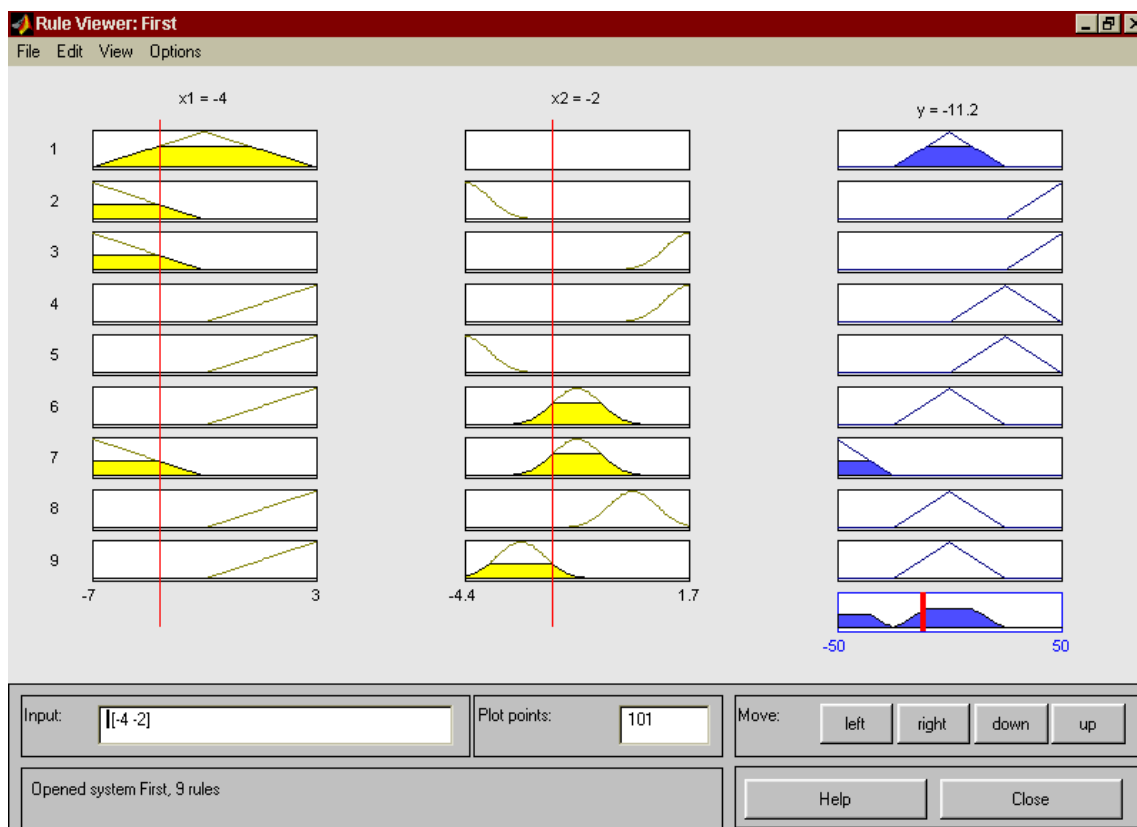 Rule Viewer: First
File Edit View Options
x1 = -4 x2 = -2 y = -11.2
1
2
3
4
5
6
7
8
9
-7 3 -4.4 1.7
-50 50
Input: [-4 -2] Plot points: 101 Move: left right down up
Opened system First, 9 rules Help Close